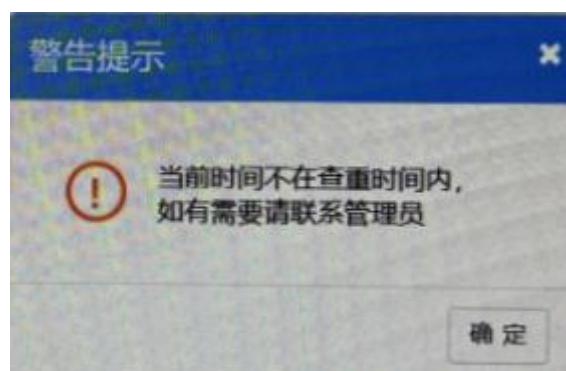 警告提示
当前时间不在查重时间内，
如有需要请联系管理员
确定